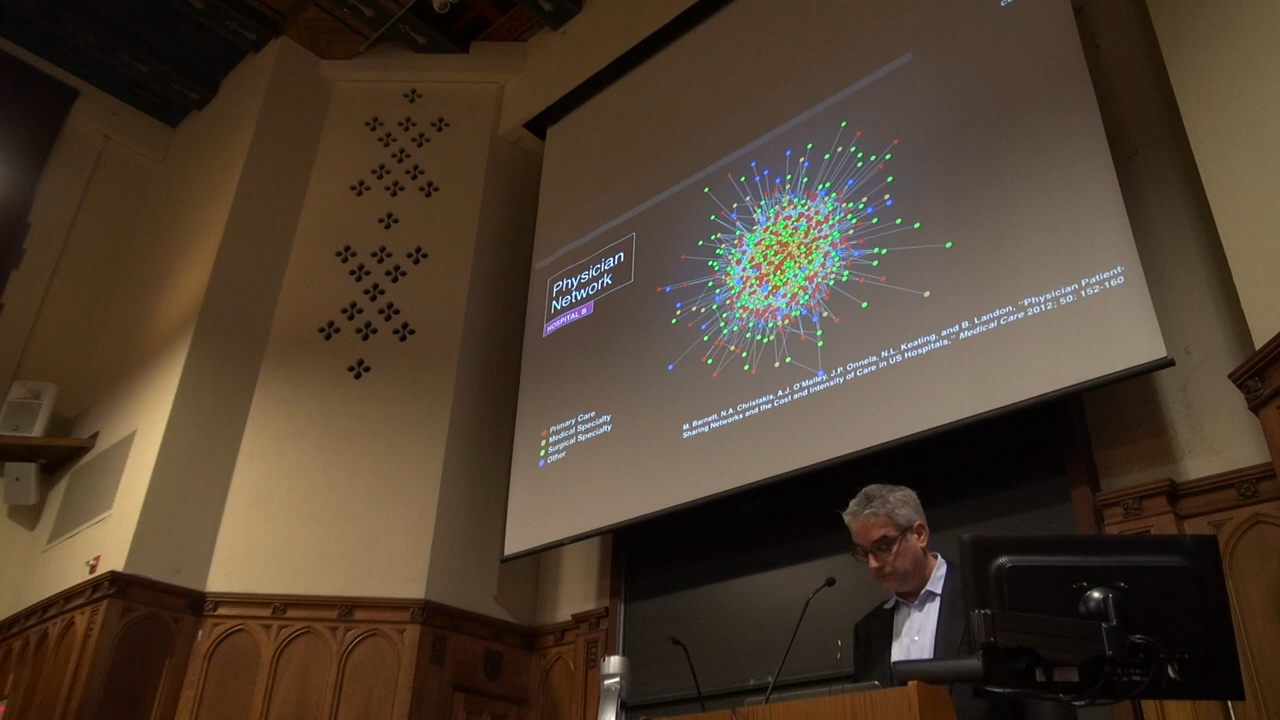 Physician
Network
HOSPITAL B
Primary Care
Medical Specialty
Surgical Specialty
Other
M. Barnett, N.A. Christakis, A.J. O'Malley, J.P. Onnela, N.L. Keating, and B. Landon, "Physician Patient-
Sharing Networks and the Cost and Intensity of Care in US Hospitals," Medical Care 2012; 50: 152-160